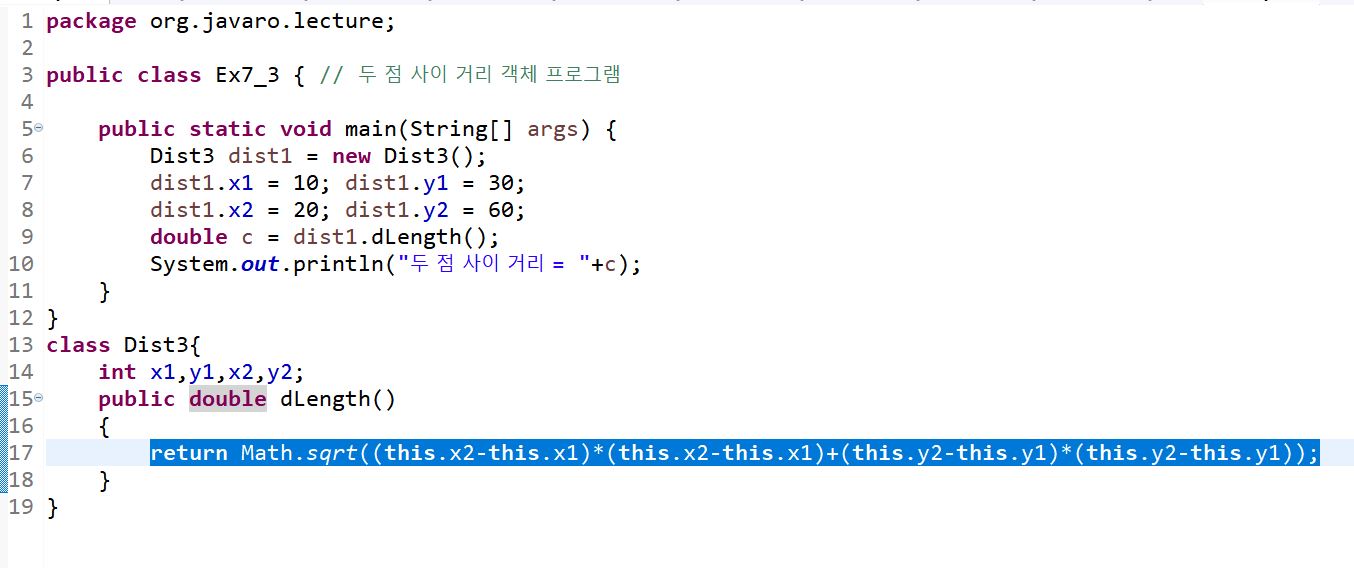 1 package org.javaro.lecture;
2
3 public class Ex7_3 { // 두 점 사이 거리 객체 프로그램
4
5 public static void main(String[] args) {
6 Dist3 dist1 = new Dist3();
7 dist1.x1 = 10; dist1.y1 = 30;
8 dist1.x2 = 20; dist1.y2 = 60;
9 double c = dist1.dLength();
10 System.out.println("두 점 사이 거리 = "+c);
11 }
12 }
13 class Dist3{
14 int x1,y1,x2,y2;
15 public double dLength()
16 {
17 return Math.sqrt((this.x2-this.x1)*(this.x2-this.x1)+(this.y2-this.y1)*(this.y2-this.y1));
18 }
19 }